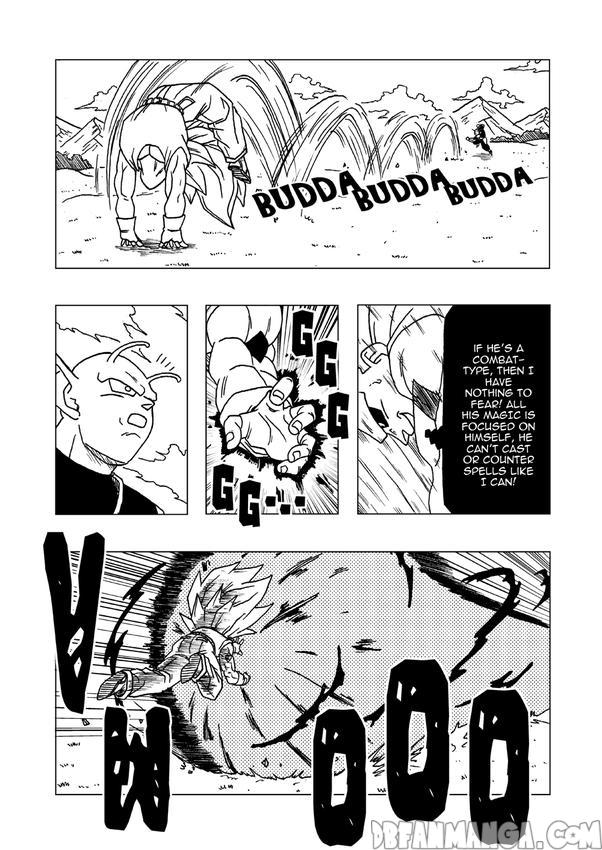 BUDDA BUDDA BUDDA
IF HE'S A
COMBAT-
TYPE, THEN I
HAVE
NOTHING TO
FEAR! ALL
HIS MAGIC IS
FOCUSED ON
HIMSELF, HE
CAN'T CAST
OR COUNTER
SPELLS LIKE
I CAN!
G
G
G
G
G...
OOO
DBFANMANGA.COM